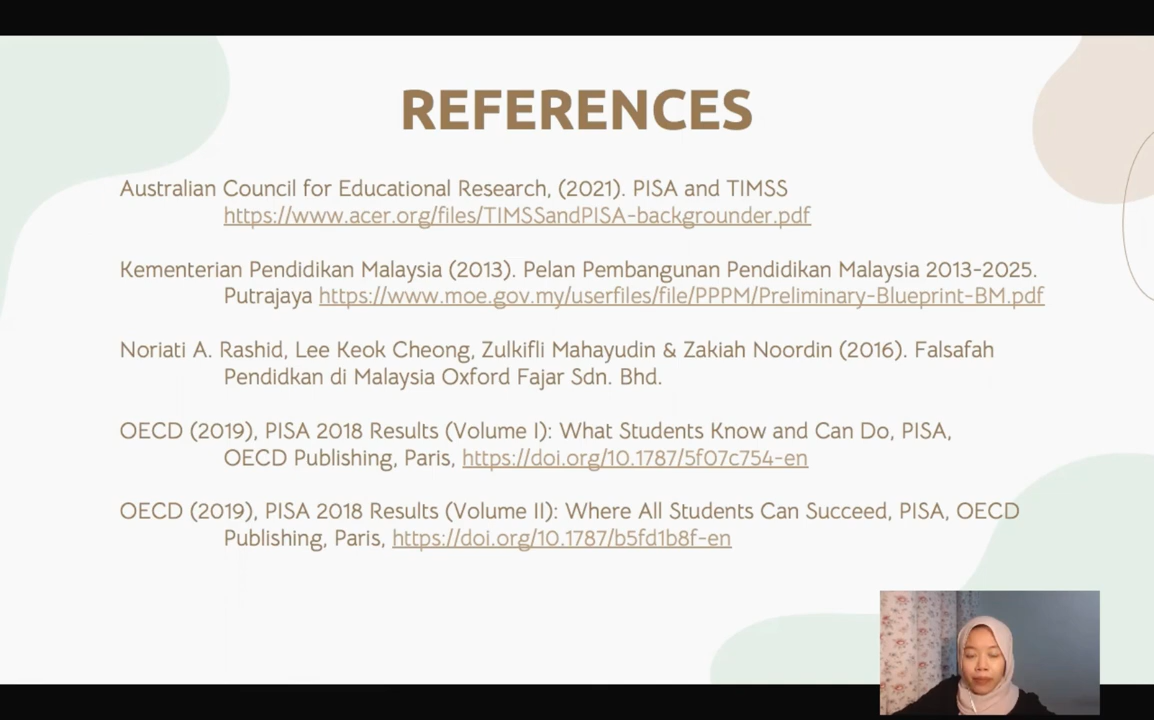 REFERENCES
Australian Council for Educational Research, (2021). PISA and TIMSS
https://www.acer.org/files/TIMSSandPISA-backgrounder.pdf
Kementerian Pendidikan Malaysia (2013). Pelan Pembangunan Pendidikan Malaysia 2013-2025.
Putrajaya https://www.moe.gov.my/userfiles/file/PPPM/Preliminary-Blueprint-BM.pdf
Noriati A. Rashid, Lee Keok Cheong, Zulkifli Mahayudin & Zakiah Noordin (2016). Falsafah
Pendidkan di Malaysia Oxford Fajar Sdn. Bhd.
OECD (2019), PISA 2018 Results (Volume I): What Students Know and Can Do, PISA,
OECD Publishing, Paris, https://doi.org/10.1787/5f07c754-en
OECD (2019), PISA 2018 Results (Volume II): Where All Students Can Succeed, PISA, OECD
Publishing, Paris, https://doi.org/10.1787/b5fd1b8f-en